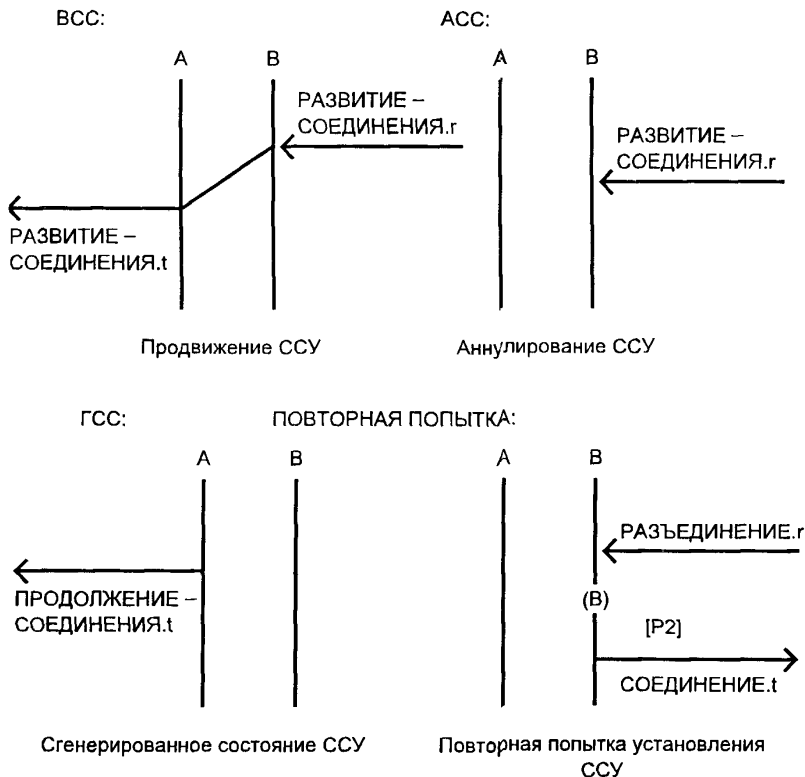 ВСС:
АСС:
А В
А В
РАЗВИТИЕ –
СОЕДИНЕНИЯ.r
РАЗВИТИЕ –
СОЕДИНЕНИЯ.r
РАЗВИТИЕ –
СОЕДИНЕНИЯ.t
Продвижение ССУ
Аннулирование ССУ
ГСС:
ПОВТОРНАЯ ПОПЫТКА:
А В
А В
РАЗЪЕДИНЕНИЕ.r
ПРОДОЛЖЕНИЕ –
СОЕДИНЕНИЯ.t
(В)
[P2]
СОЕДИНЕНИЕ.t
Сгенерированное состояние ССУ
Повторная попытка установления
ССУ